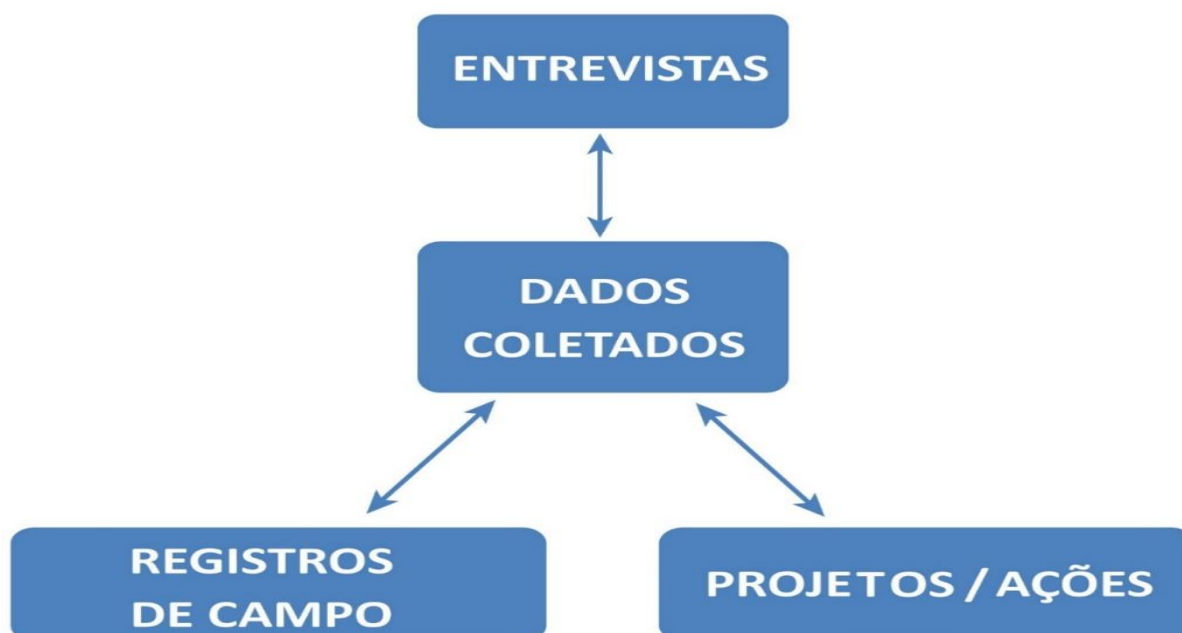 ENTREVISTAS
DADOS
COLETADOS
REGISTROS
DE CAMPO
PROJETOS / AÇÕES